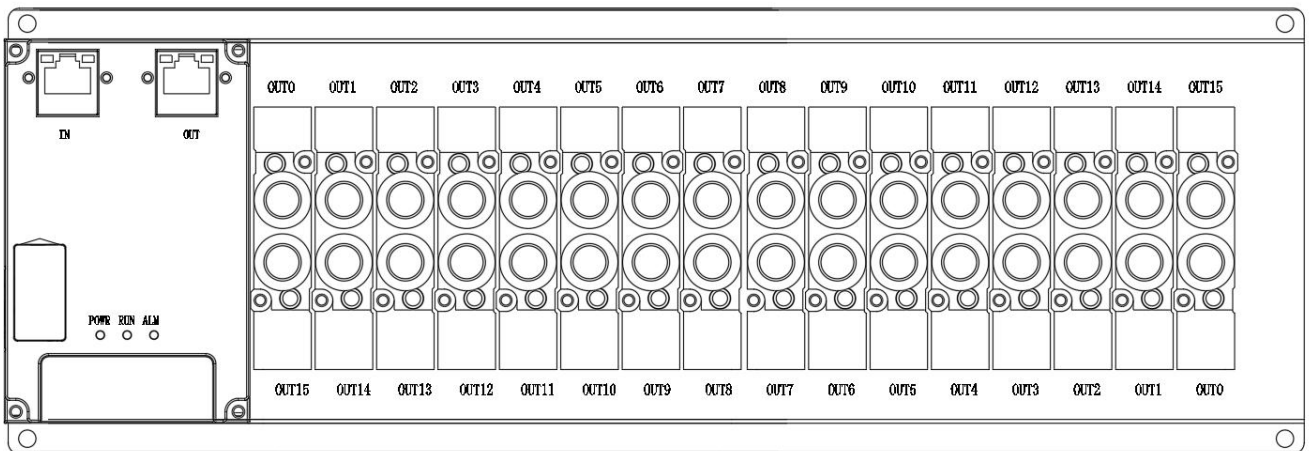 OUT0 OUT1 OUT2 OUT3 OUT4 OUT5 OUT6 OUT7 OUT8 OUT9 OUT10 OUT11 OUT12 OUT13 OUT14 OUT15
IN OUT
POWR RUN ALM
OUT15 OUT14 OUT13 OUT12 OUT11 OUT10 OUT9 OUT8 OUT7 OUT6 OUT5 OUT4 OUT3 OUT2 OUT1 OUT0